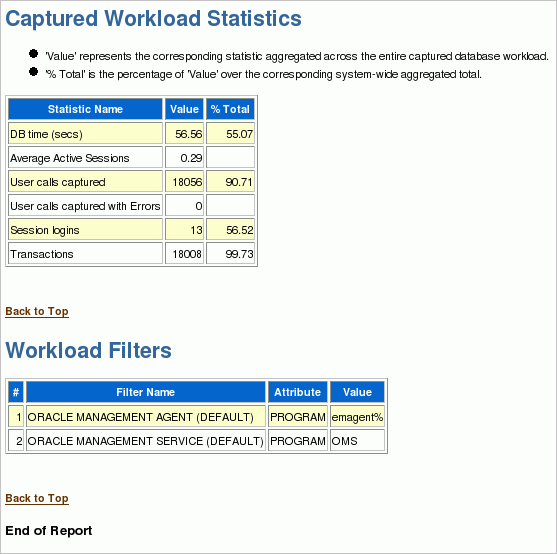 Captured Workload Statistics
'Value' represents the corresponding statistic aggregated across the entire captured database workload.
'% Total' is the percentage of 'Value' over the corresponding system-wide aggregated total.
Statistic Name Value % Total
DB time (secs) 56.56 55.07
Average Active Sessions 0.29
User calls captured 18056 90.71
User calls captured with Errors 0
Session logins 13 56.52
Transactions 18008 99.73
Back to Top
Workload Filters
# Filter Name Attribute Value
1 ORACLE MANAGEMENT AGENT (DEFAULT) PROGRAM emagent%
2 ORACLE MANAGEMENT SERVICE (DEFAULT) PROGRAM OMS
Back to Top
End of Report